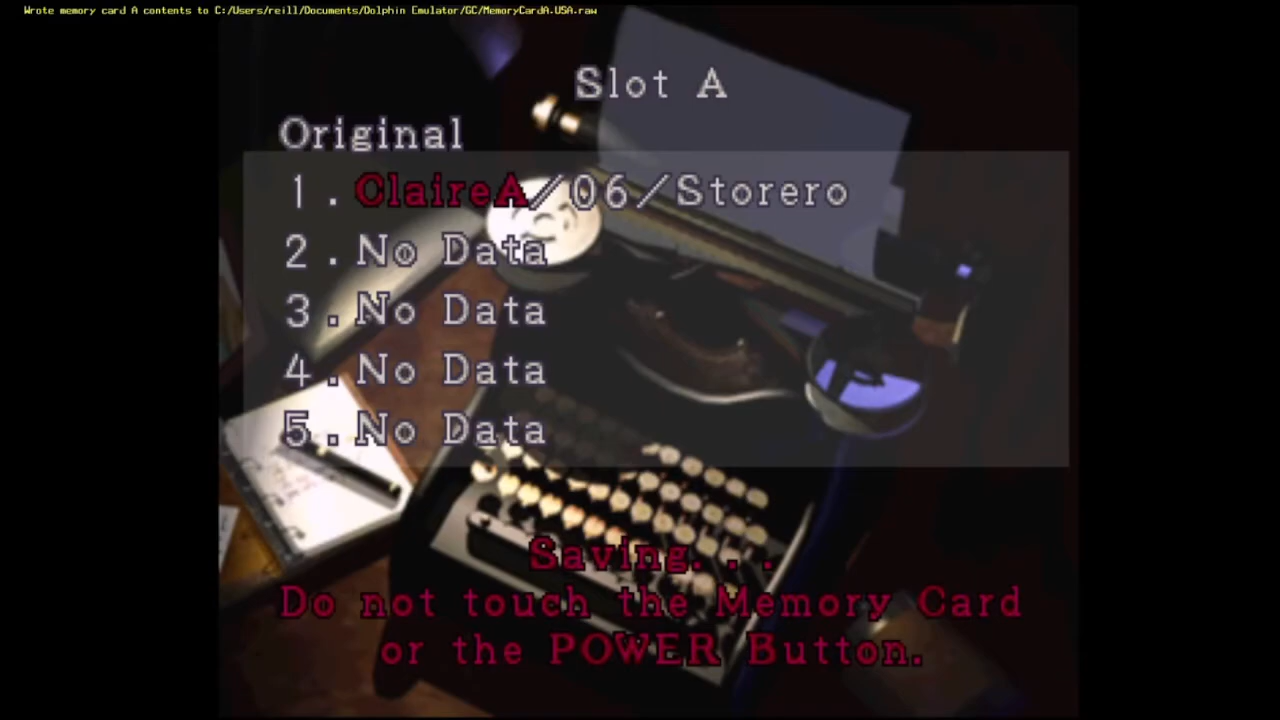 Wrote memory card A contents to C:/Users/reill/Documents/Dolphin Emulator/GC/MemoryCardA.USA.raw
Slot A
Original
1.ClaireA/06/Storero
2.No Data
3.No Data
4.No Data
5.No Data
Saving...
Do not touch the Memory Card
or the POWER Button.